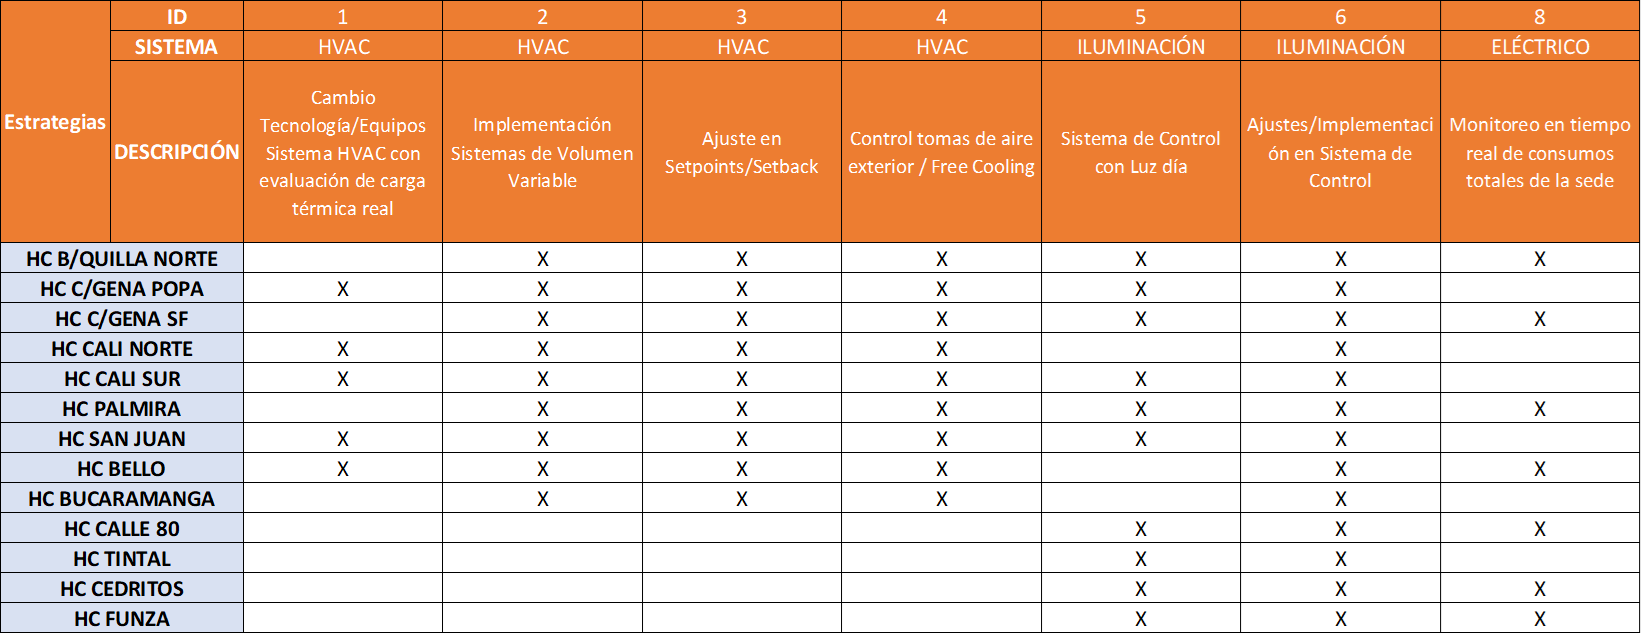 Estrategias
ID 1 2 3 4 5 6 8
SISTEMA HVAC HVAC HVAC HVAC ILUMINACIÓN ILUMINACIÓN ELÉCTRICO
DESCRIPCIÓN
Cambio
Tecnología/Equipos
Sistema HVAC con
evaluación de carga
térmica real
Implementación
Sistemas de Volumen
Variable
Ajuste en
Setpoints/Setback
Control tomas de aire
exterior / Free Cooling
Sistema de Control
con Luz día
Ajustes/Implementaci
ón en Sistema de
Control
Monitoreo en tiempo
real de consumos
totales de la sede
HC B/QUILLA NORTE X X X X X X
HC C/GENA POPA X X X X X X
HC C/GENA SF X X X X X X
HC CALI NORTE X X X X X
HC CALI SUR X X X X X X
HC PALMIRA X X X X X X
HC SAN JUAN X X X X X X
HC BELLO X X X X X X
HC BUCARAMANGA X X X X
HC CALLE 80 X X X
HC TINTAL X X
HC CEDRITOS X X X
HC FUNZA X X X